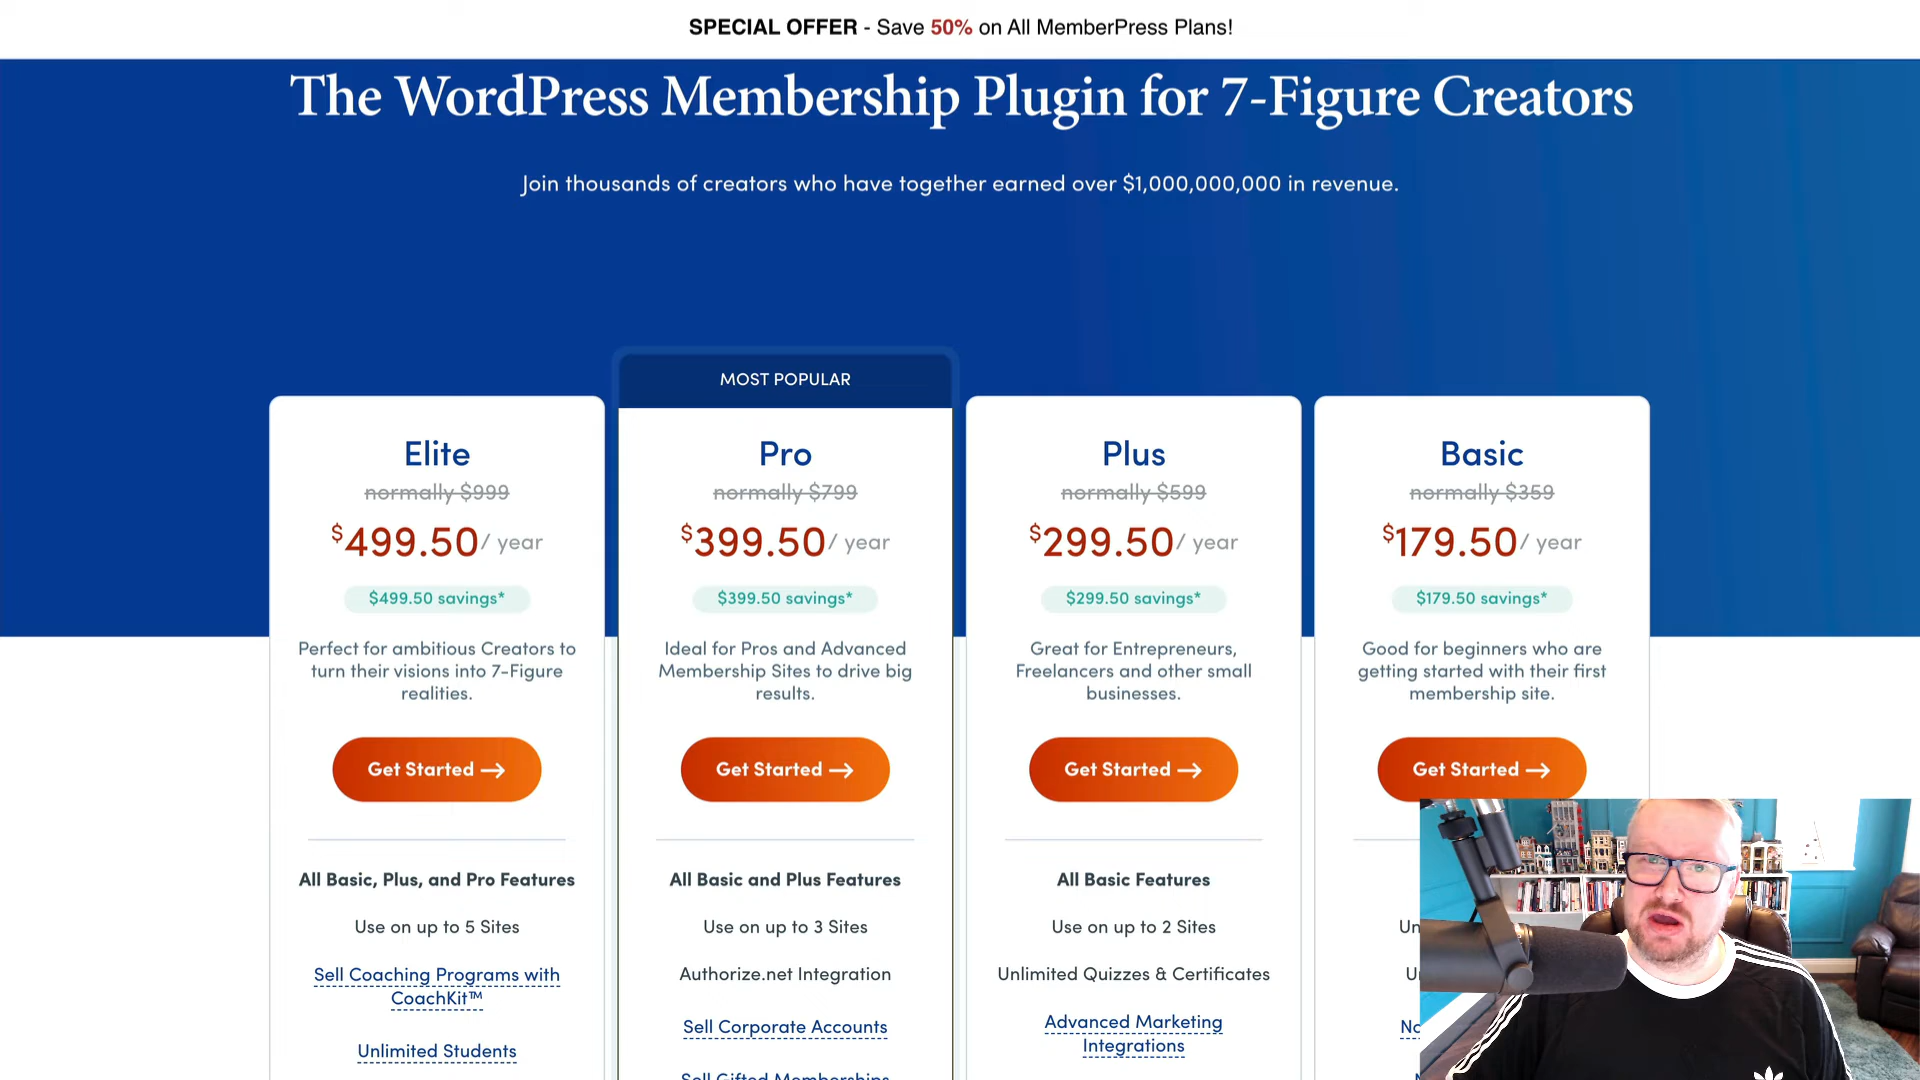 SPECIAL OFFER - Save 50% on All MemberPress Plans!
The WordPress Membership Plugin for 7-Figure Creators
Join thousands of creators who have together earned over $1,000,000,000 in revenue.
MOST POPULAR
Elite
normally $999
$499.50/ year
$499.50 savings*
Perfect for ambitious Creators to
turn their visions into 7-Figure
realities.
Get Started →
All Basic, Plus, and Pro Features
Use on up to 5 Sites
Sell Coaching Programs with
CoachKit™
Unlimited Students
Pro
normally $799
$399.50/ year
$399.50 savings*
Ideal for Pros and Advanced
Membership Sites to drive big
results.
Get Started →
All Basic and Plus Features
Use on up to 3 Sites
Authorize.net Integration
Sell Corporate Accounts
Sell Gifted Memberships
Plus
normally $599
$299.50/ year
$299.50 savings*
Great for Entrepreneurs,
Freelancers and other small
businesses.
Get Started →
All Basic Features
Use on up to 2 Sites
Unlimited Quizzes & Certificates
Advanced Marketing
Integrations
Basic
normally $359
$179.50/ year
$179.50 savings*
Good for beginners who are
getting started with their first
membership site.
Get Started →